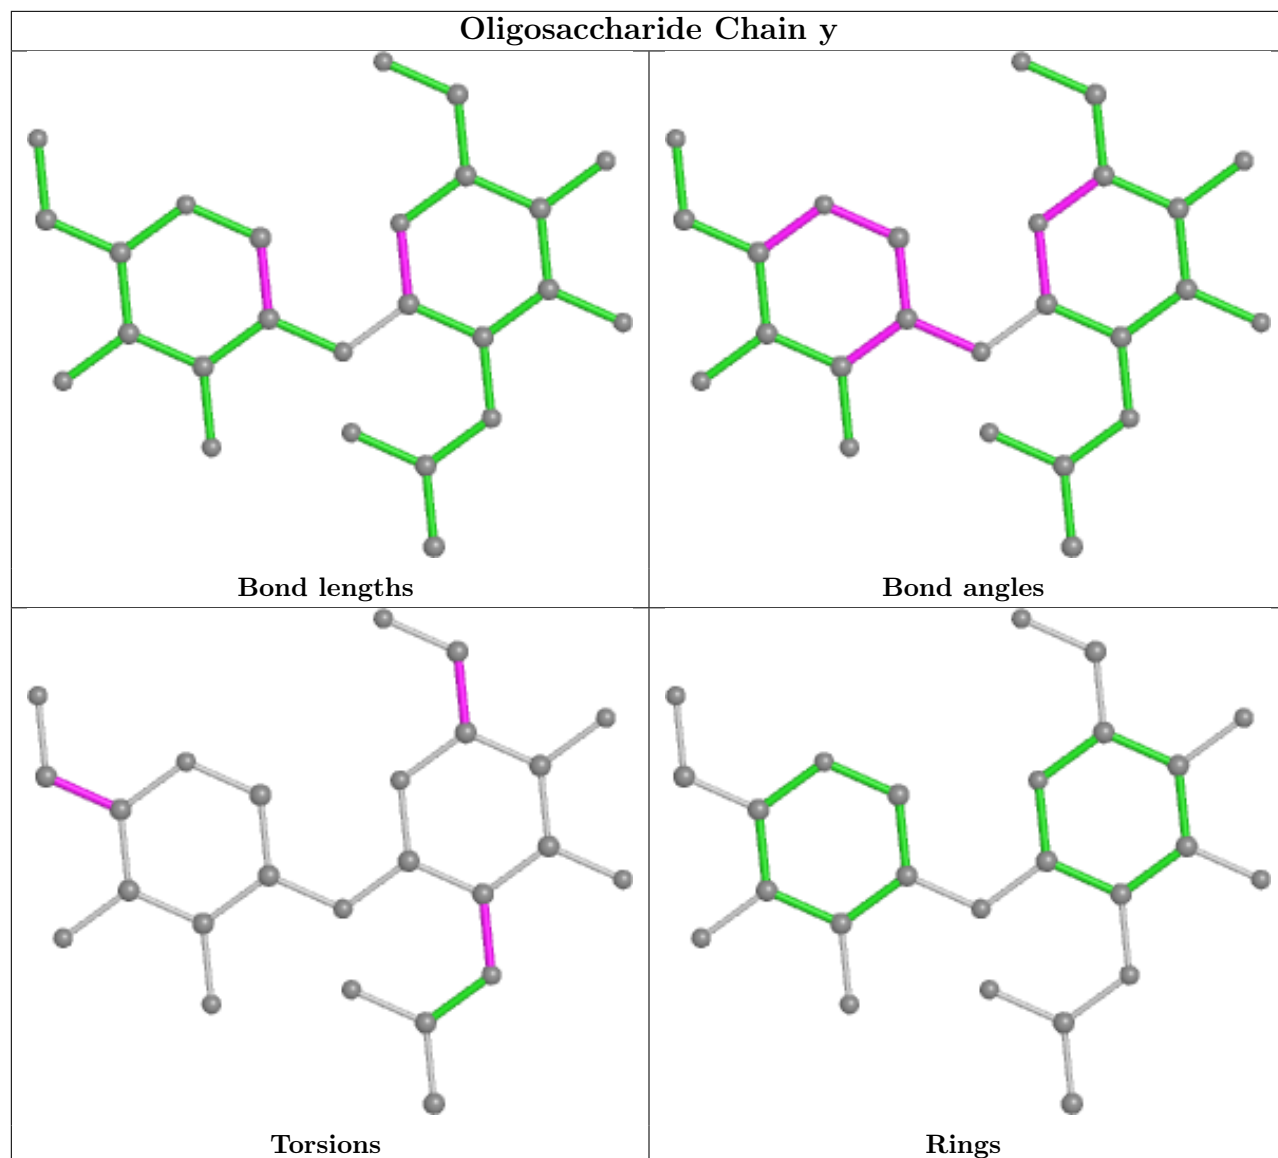 Oligosaccharide Chain y
Bond lengths
Bond angles
Torsions
Rings